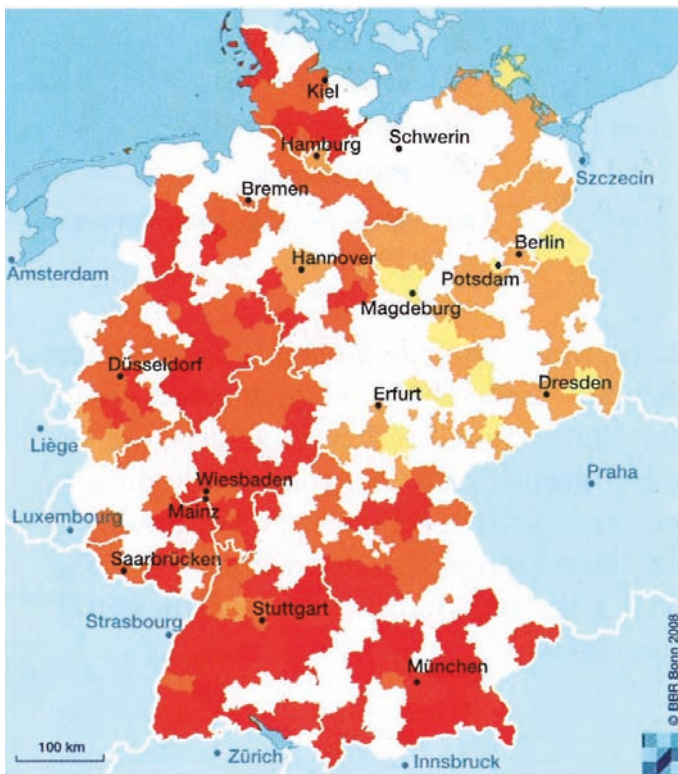 Kiel
Schwerin
Hamburg
Szczecin
Bremen
Berlin
Hannover
Amsterdam
Potsdam
Magdeburg
Düsseldorf
Dresden
Erfurt
Liège
Praha
Wiesbaden
Mainz
Luxembourg
Saarbrücken
Stuttgart
Strasbourg
München
100 km
Zürich
Innsbruck
© BBR Bonn 2008